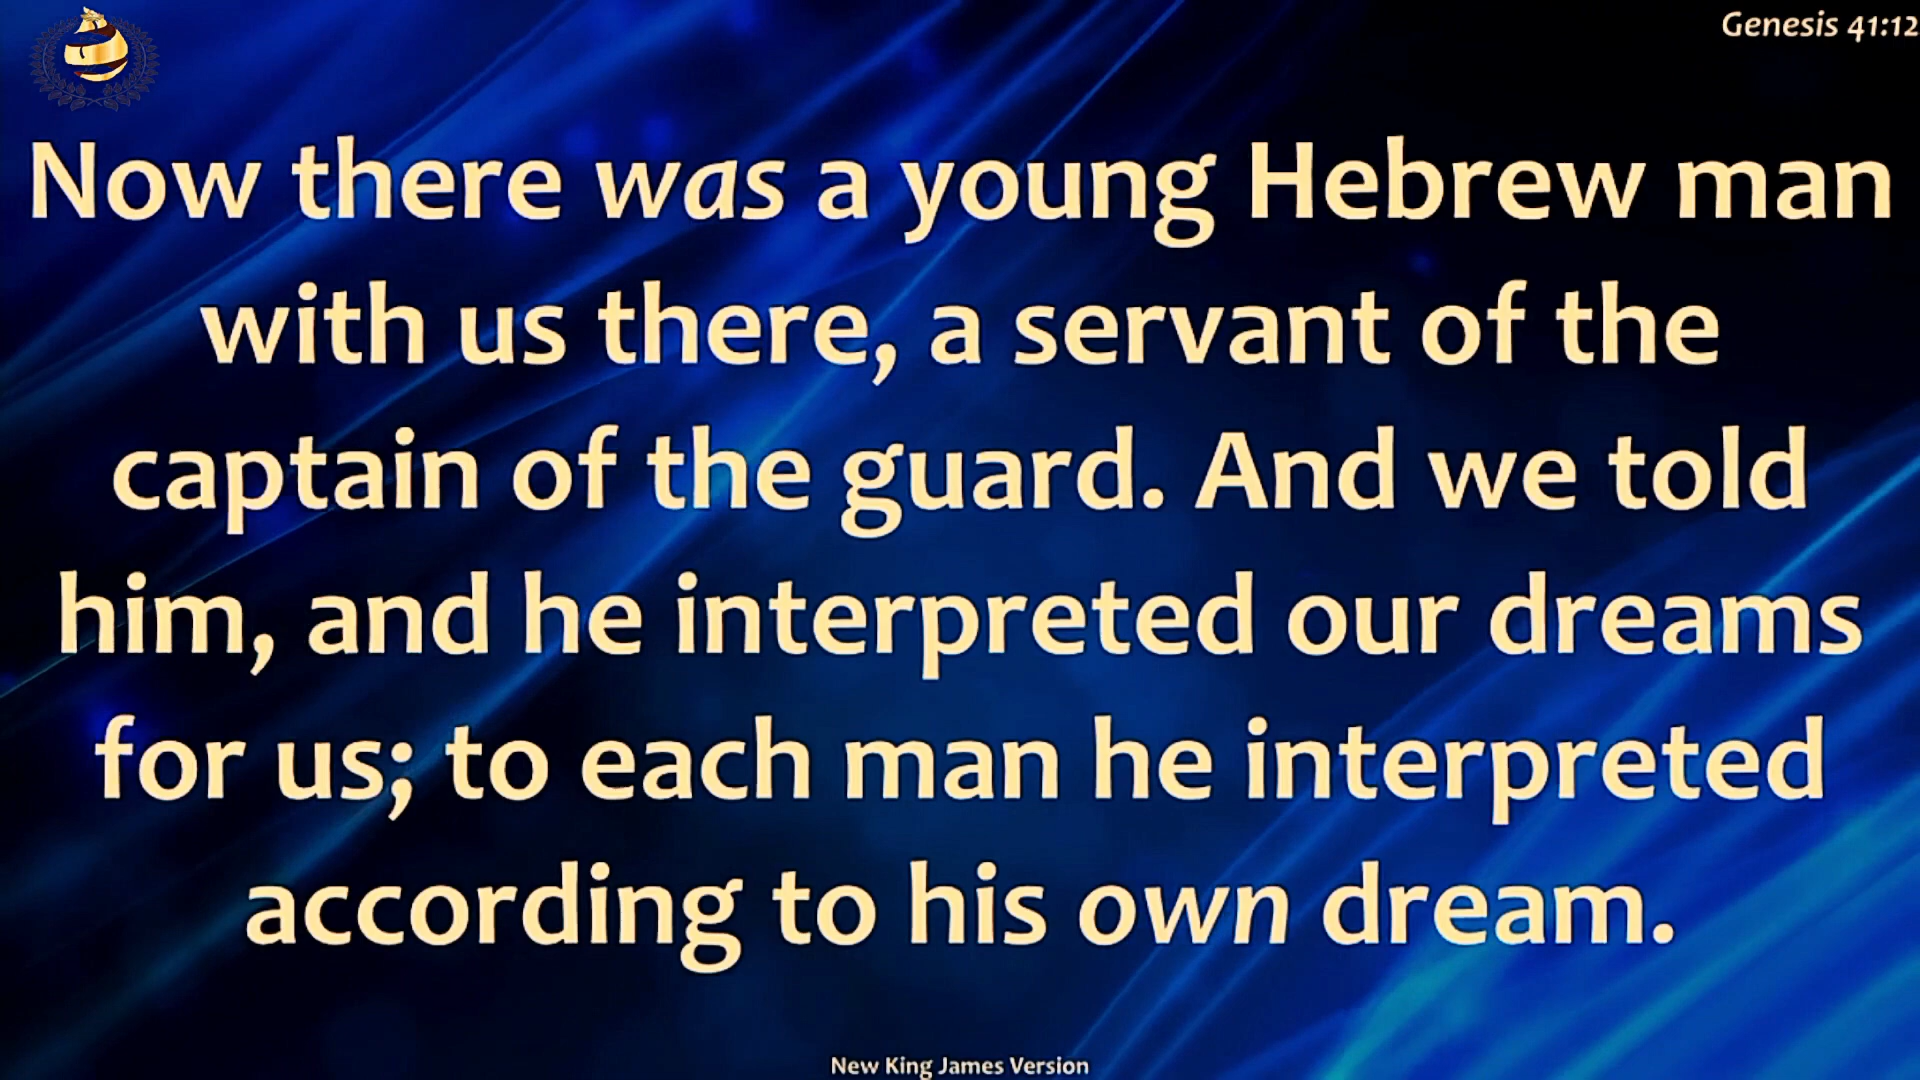 Genesis 41:12
Now there was a young Hebrew man
with us there, a servant of the
captain of the guard. And we told
him, and he interpreted our dreams
for us; to each man he interpreted
according to his own dream.
New King James Version